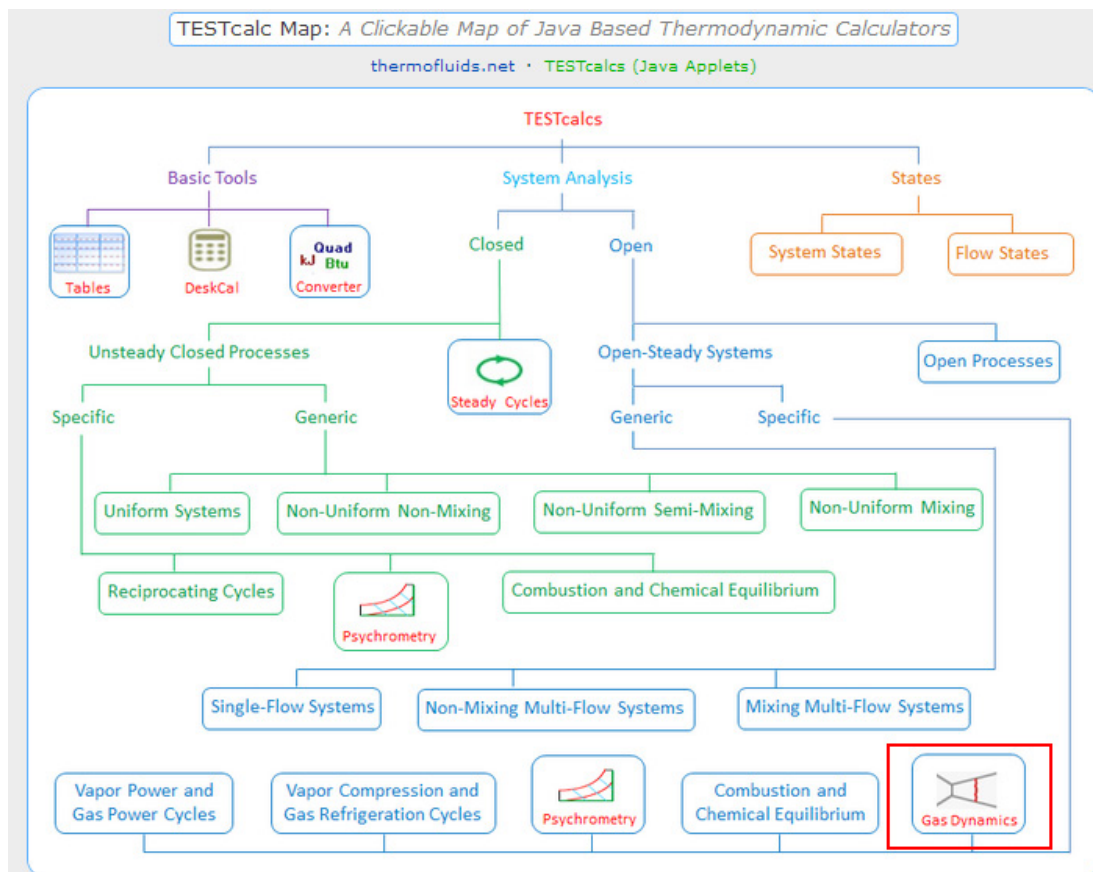 TESTcalc Map: A Clickable Map of Java Based Thermodynamic Calculators
thermofluids.net · TESTcalcs (Java Applets)
TESTcalcs
Basic Tools
System Analysis
States
Tables
DeskCal
Quad
kJ Btu
Converter
Closed
Open
System States
Flow States
Unsteady Closed Processes
Steady Cycles
Open-Steady Systems
Open Processes
Specific
Generic
Generic
Specific
Uniform Systems
Non-Uniform Non-Mixing
Non-Uniform Semi-Mixing
Non-Uniform Mixing
Reciprocating Cycles
Psychrometry
Combustion and Chemical Equilibrium
Single-Flow Systems
Non-Mixing Multi-Flow Systems
Mixing Multi-Flow Systems
Vapor Power and
Gas Power Cycles
Vapor Compression and
Gas Refrigeration Cycles
Psychrometry
Combustion and
Chemical Equilibrium
Gas Dynamics